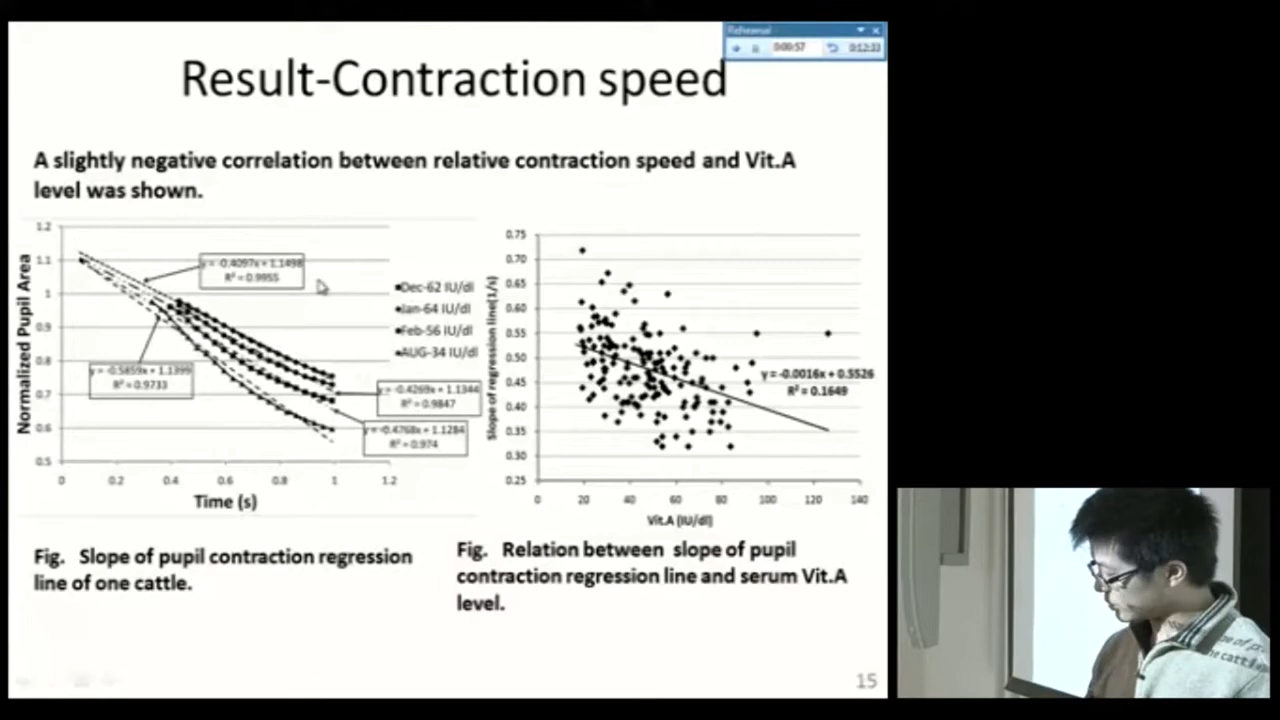 Rehearsal
0:00:57
0:12:33
Result-Contraction speed
A slightly negative correlation between relative contraction speed and Vit.A
level was shown.
Normalized Pupil Area
1.2
1.1
1
0.9
0.8
0.7
0.6
0.5
0
0.2
0.4
0.6
0.8
1
1.2
Time (s)
y = -0.4097x + 1.1498
R² = 0.9955
y = -0.5859x + 1.1399
R² = 0.9733
y = -0.4269x + 1.1344
R² = 0.9847
y = -0.4768x + 1.1284
R² = 0.974
Dec-62 IU/dl
Jan-64 IU/dl
Feb-56 IU/dl
AUG-34 IU/dl
Fig. Slope of pupil contraction regression
line of one cattle.
Slope of regression line(1/s)
0.75
0.70
0.65
0.60
0.55
0.50
0.45
0.40
0.35
0.30
0.25
0
20
40
60
80
100
120
140
Vit.A (IU/dl)
y = -0.0016x + 0.5526
R² = 0.1649
Fig. Relation between slope of pupil
contraction regression line and serum Vit.A
level.
15